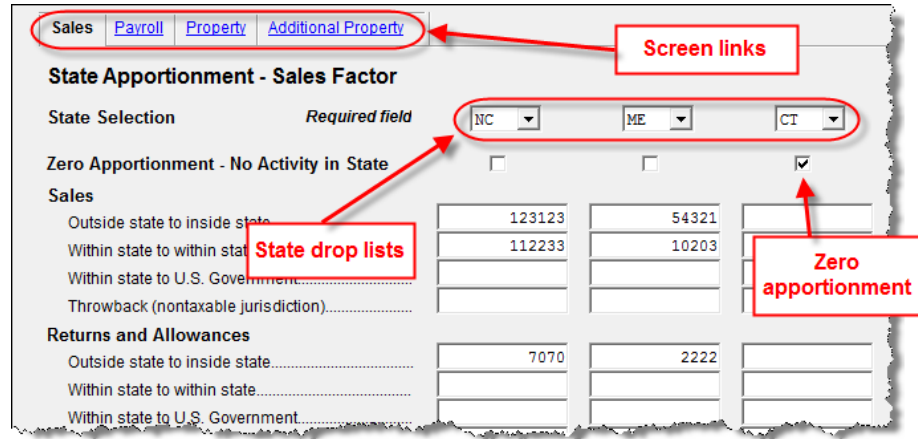 Sales Payroll Property Additional Property
Screen links
State Apportionment - Sales Factor
State Selection Required field NC ME CT
Zero Apportionment - No Activity in State
Sales
Outside state to inside state 123123 54321
Within state to within state 112233 10203
State drop lists
Within state to U.S. Government
Zero
apportionment
Throwback (nontaxable jurisdiction)
Returns and Allowances
Outside state to inside state 7070 2222
Within state to within state
Within state to U.S. Government